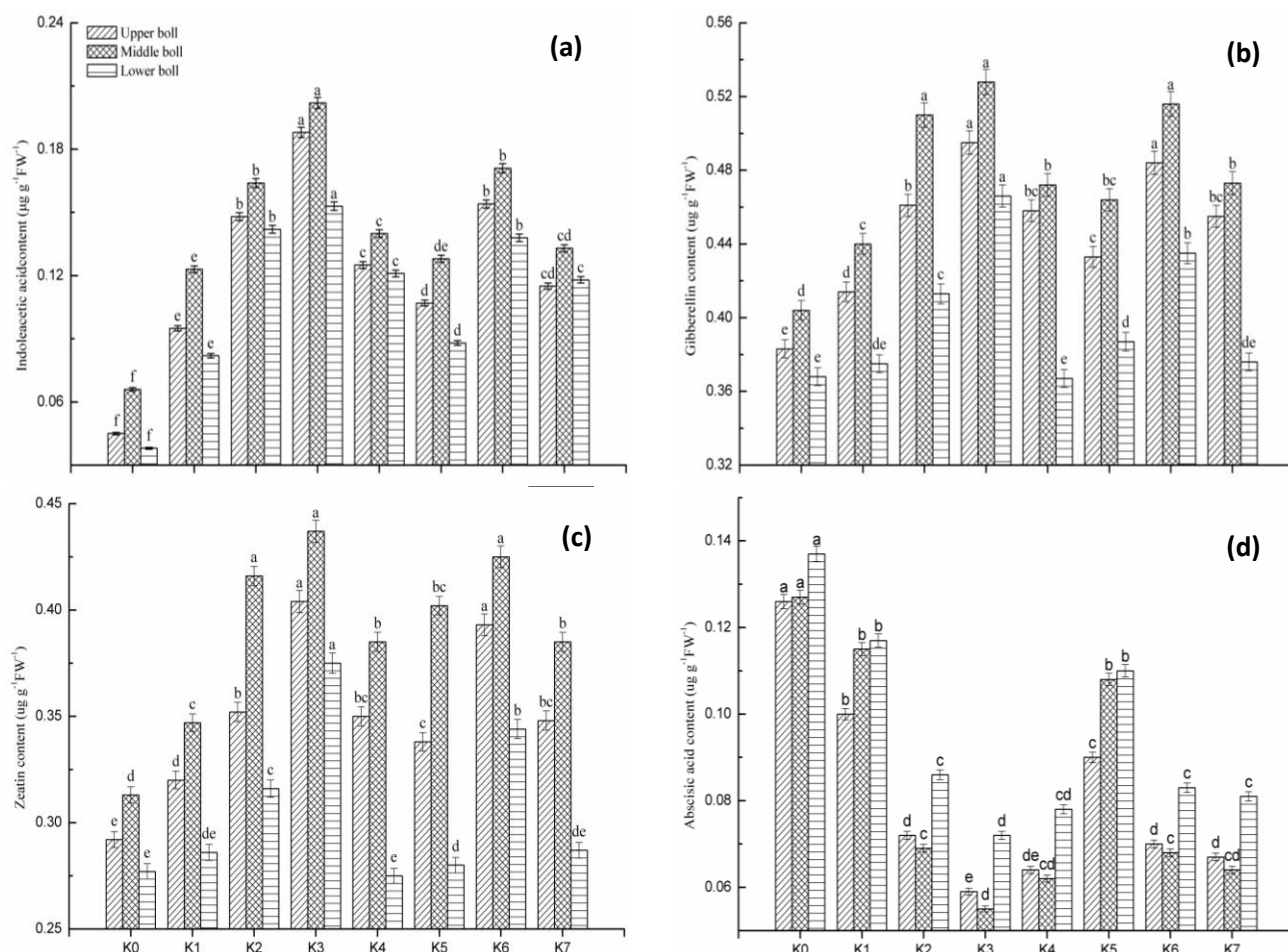 (a)
Upper boll
Middle boll
Lower boll
Indoleacetic acidcontent (μg g⁻¹FW⁻¹)
0.24
0.18
0.12
0.06
f f f
e e e
b b b
a a a
c c c
d de d
b b b
cd cd c
(b)
Gibberellin content (ug g⁻¹FW⁻¹)
0.56
0.52
0.48
0.44
0.40
0.36
0.32
e d e
d c de
b a c
a a a
bc b e
c bc d
a a b
bc b de
(c)
Zeatin content (ug g⁻¹FW⁻¹)
0.45
0.40
0.35
0.30
0.25
e d e
d c de
b a c
a a a
bc b e
c bc d
a a b
bc b de
K0 K1 K2 K3 K4 K5 K6 K7
(d)
Abscisic acid content (ug g⁻¹FW⁻¹)
0.14
0.12
0.10
0.08
0.06
a a a
b b b
d c c
e d d
de cd cd
c b b
d c c
d cd c
K0 K1 K2 K3 K4 K5 K6 K7